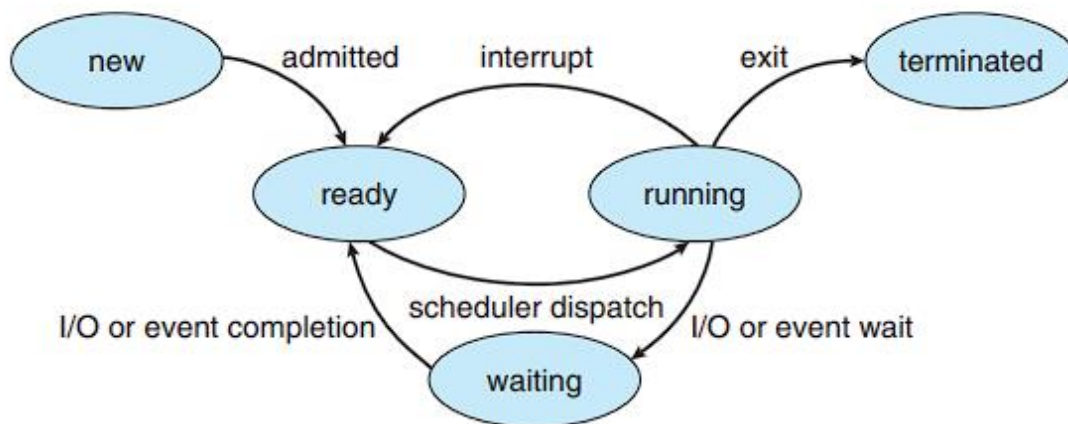 new
admitted
interrupt
exit
terminated
ready
running
I/O or event completion
scheduler dispatch
I/O or event wait
waiting